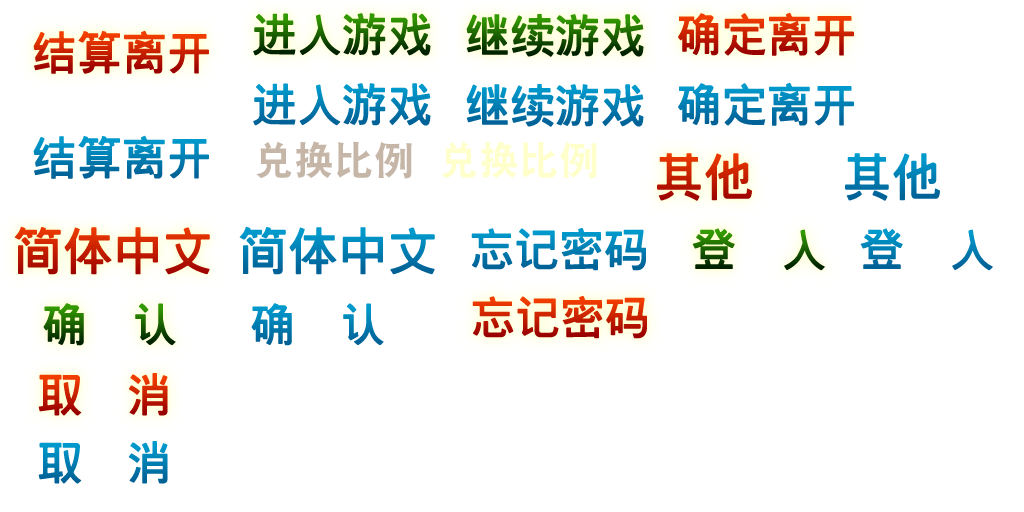 结算离开 进入游戏 继续游戏 确定离开
结算离开 进入游戏 继续游戏 确定离开
兑换比例 兑换比例 其他 其他
简体中文 简体中文 忘记密码 登 入 登 入
确 认 确 认 忘记密码
取 消
取 消